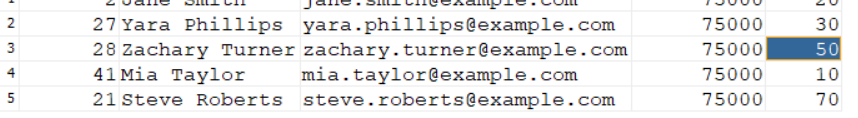 1 2 Jane Smith jane.smith@example.com 75000 20
2 27 Yara Phillips yara.phillips@example.com 75000 30
3 28 Zachary Turner zachary.turner@example.com 75000 50
4 41 Mia Taylor mia.taylor@example.com 75000 10
5 21 Steve Roberts steve.roberts@example.com 75000 70